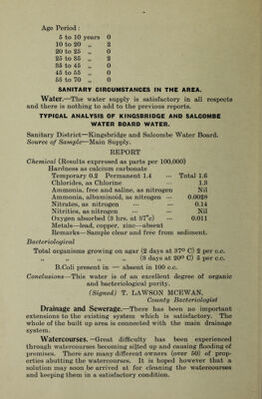 Age Period :
5 to 10 years 0
10 to 20 „ 2
20 to 25 „ 0
25 to 35 „ 2
35 to 45 „ 0
45 to 55 „ 0
55 to 70 „ 0
SANITARY CIRCUMSTANCES IN THE AREA.
Water.—The water supply is satisfactory in all respects
and there is nothing to add to the previous reports.
TYPICAL ANALYSIS OF KINGSBRIDGE AND SALCOMBE
WATER BOARD WATER.
Sanitary District—Kingsbridge and Salcombe Water Board.
Source of Sample—Main Supply.
REPORT
Chemical (Results expressed as parts per 100,000)
Hardness as calcium carbonate
Temporary 0.2 Permanent 1.4 — Total 1.6
Chlorides, as Chlorine — 1.9
Ammonia, free and saline, as nitrogen Nil
Ammonia, albuminoid, as nitrogen — 0.0028
Nitrates, as nitrogen — — 0.14
Nitrities, as nitrogen — — Nil
Oxygen absorbed (3 hrs. at 37°c) — 0.011
Metals—lead, copper, zinc—absent
Remarks—Sample clear and free from sediment.
Bacteriological
Total organisms growing on agar (2 days at 37° C) 2 per c.c.
„ „ „ „ (3 days at 20° C) 5 per c.c.
B.Coli present in — absent in 100 c.c.
Conclusions—This water is of an excellent degree of organic
and bacteriological purity.
(Signed) T. LAWSON MCEWAN,
County Bacteriologist
Drainage and Sewerage.—There has been no important
extensions to the existing system which is satisfactory. The
whole of the built up area is connected with the main drainage
system.
Watercourses.—Great difficulty has been experienced
through watercourses becoming silted up and causing flooding of
premises. There are many different owners (over 50) of prop-
erties abutting the watercourses. It is hoped however that a
solution may soon be arrived at for cleaning the watercourses
and keeping them in a satisfactory condition.